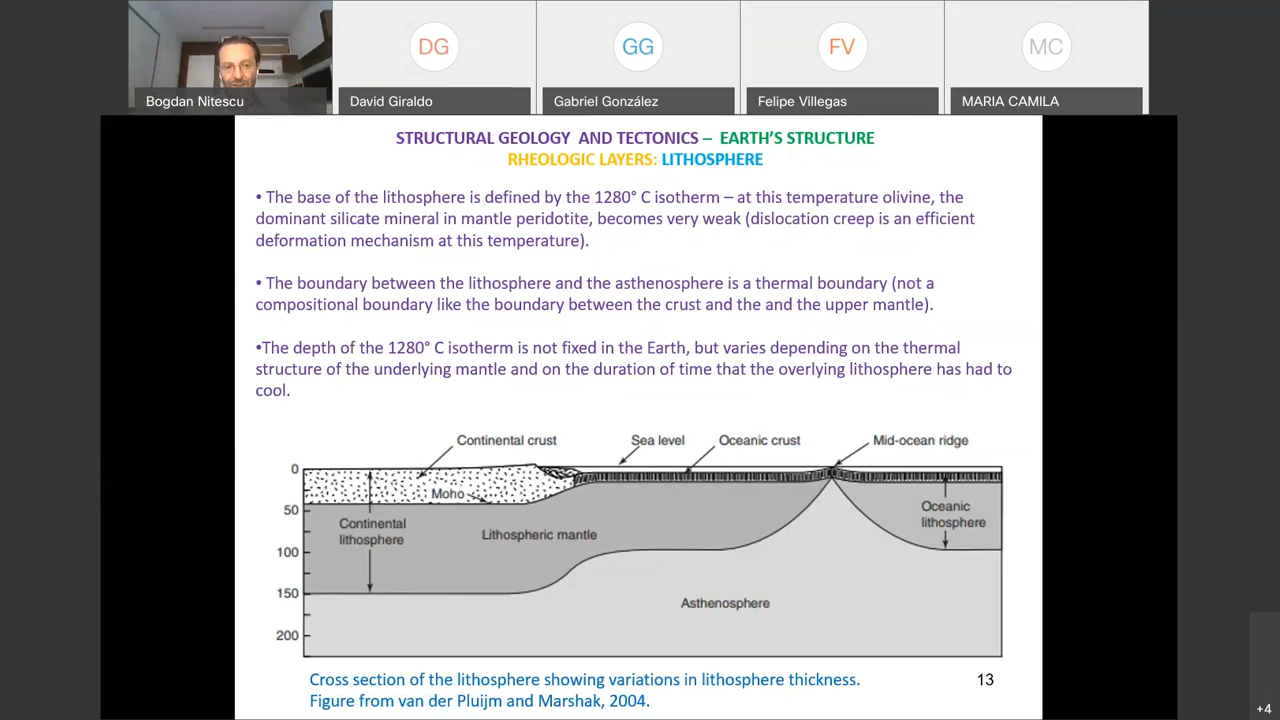 DG
GG
FV
MC
Bogdan Nitescu
David Giraldo
Gabriel González
Felipe Villegas
MARIA CAMILA
STRUCTURAL GEOLOGY AND TECTONICS – EARTH'S STRUCTURE
RHEOLOGIC LAYERS: LITHOSPHERE
• The base of the lithosphere is defined by the 1280° C isotherm – at this temperature olivine, the
dominant silicate mineral in mantle peridotite, becomes very weak (dislocation creep is an efficient
deformation mechanism at this temperature).
• The boundary between the lithosphere and the asthenosphere is a thermal boundary (not a
compositional boundary like the boundary between the crust and the and the upper mantle).
•The depth of the 1280° C isotherm is not fixed in the Earth, but varies depending on the thermal
structure of the underlying mantle and on the duration of time that the overlying lithosphere has had to
cool.
Continental crust
Sea level
Oceanic crust
Mid-ocean ridge
0
Moho
50
Continental
lithosphere
Lithospheric mantle
Oceanic
lithosphere
100
150
Asthenosphere
200
Cross section of the lithosphere showing variations in lithosphere thickness.
Figure from van der Pluijm and Marshak, 2004.
13
+4